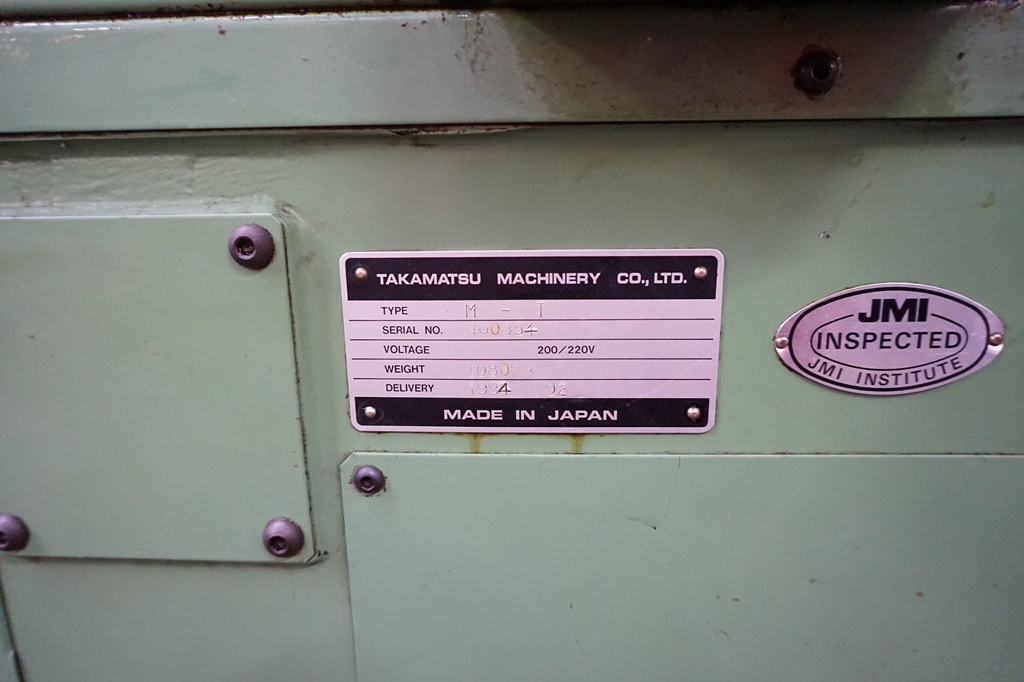 TAKAMATSU MACHINERY CO., LTD.
TYPE M - T
SERIAL NO.
VOLTAGE 200/220V
WEIGHT
DELIVERY
MADE IN JAPAN
JMI
INSPECTED
JMI INSTITUTE